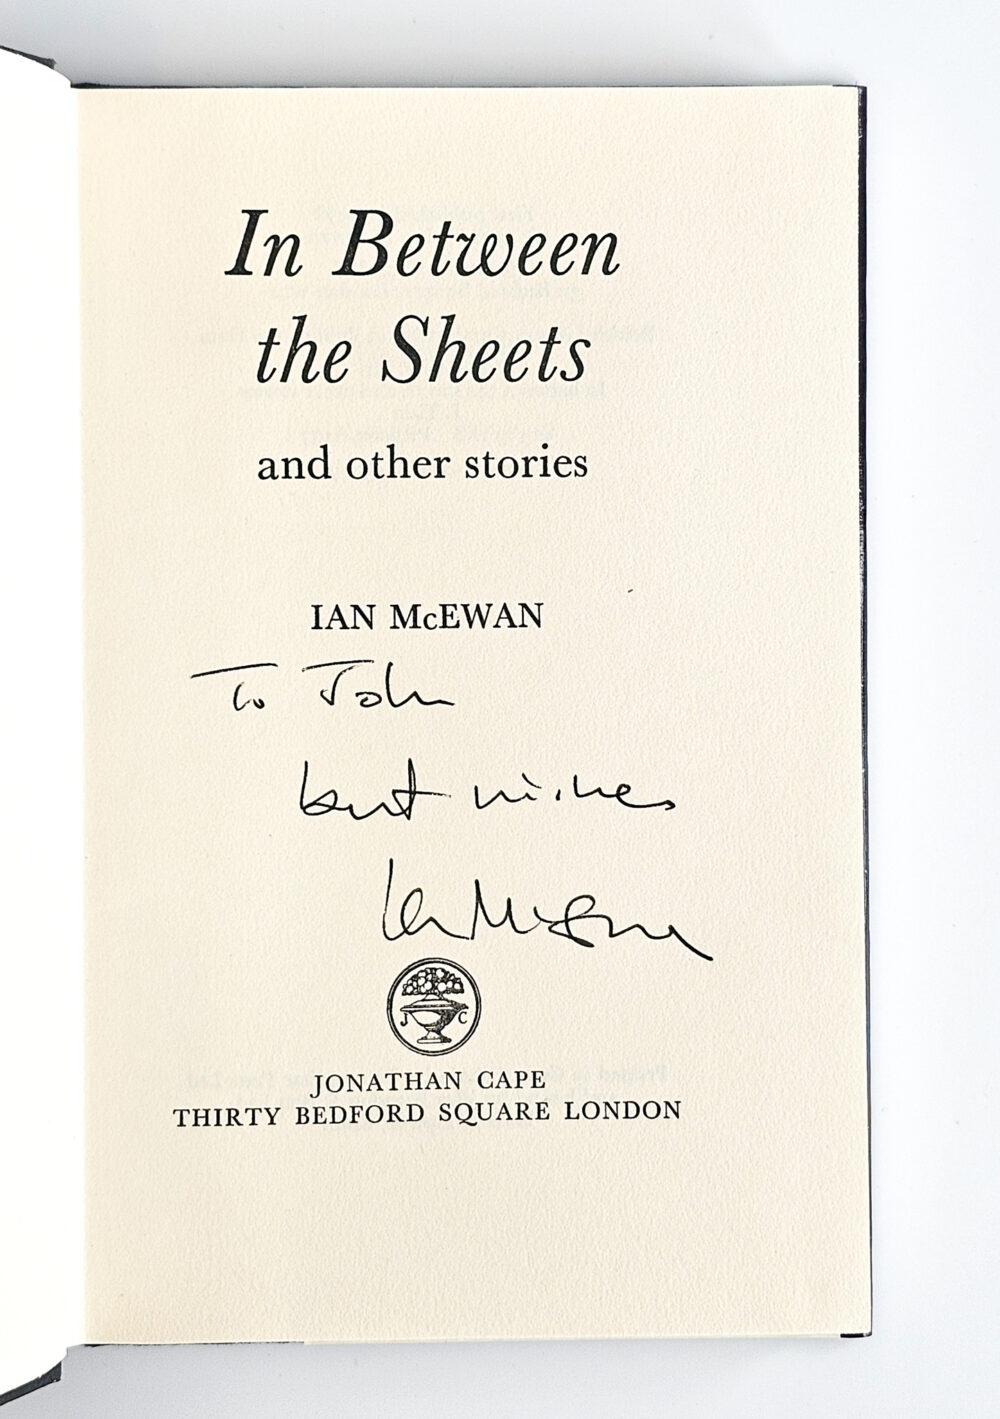 In Between
the Sheets
and other stories
IAN McEWAN
To John
best wishes
Ian McEwan
J C
JONATHAN CAPE
THIRTY BEDFORD SQUARE LONDON